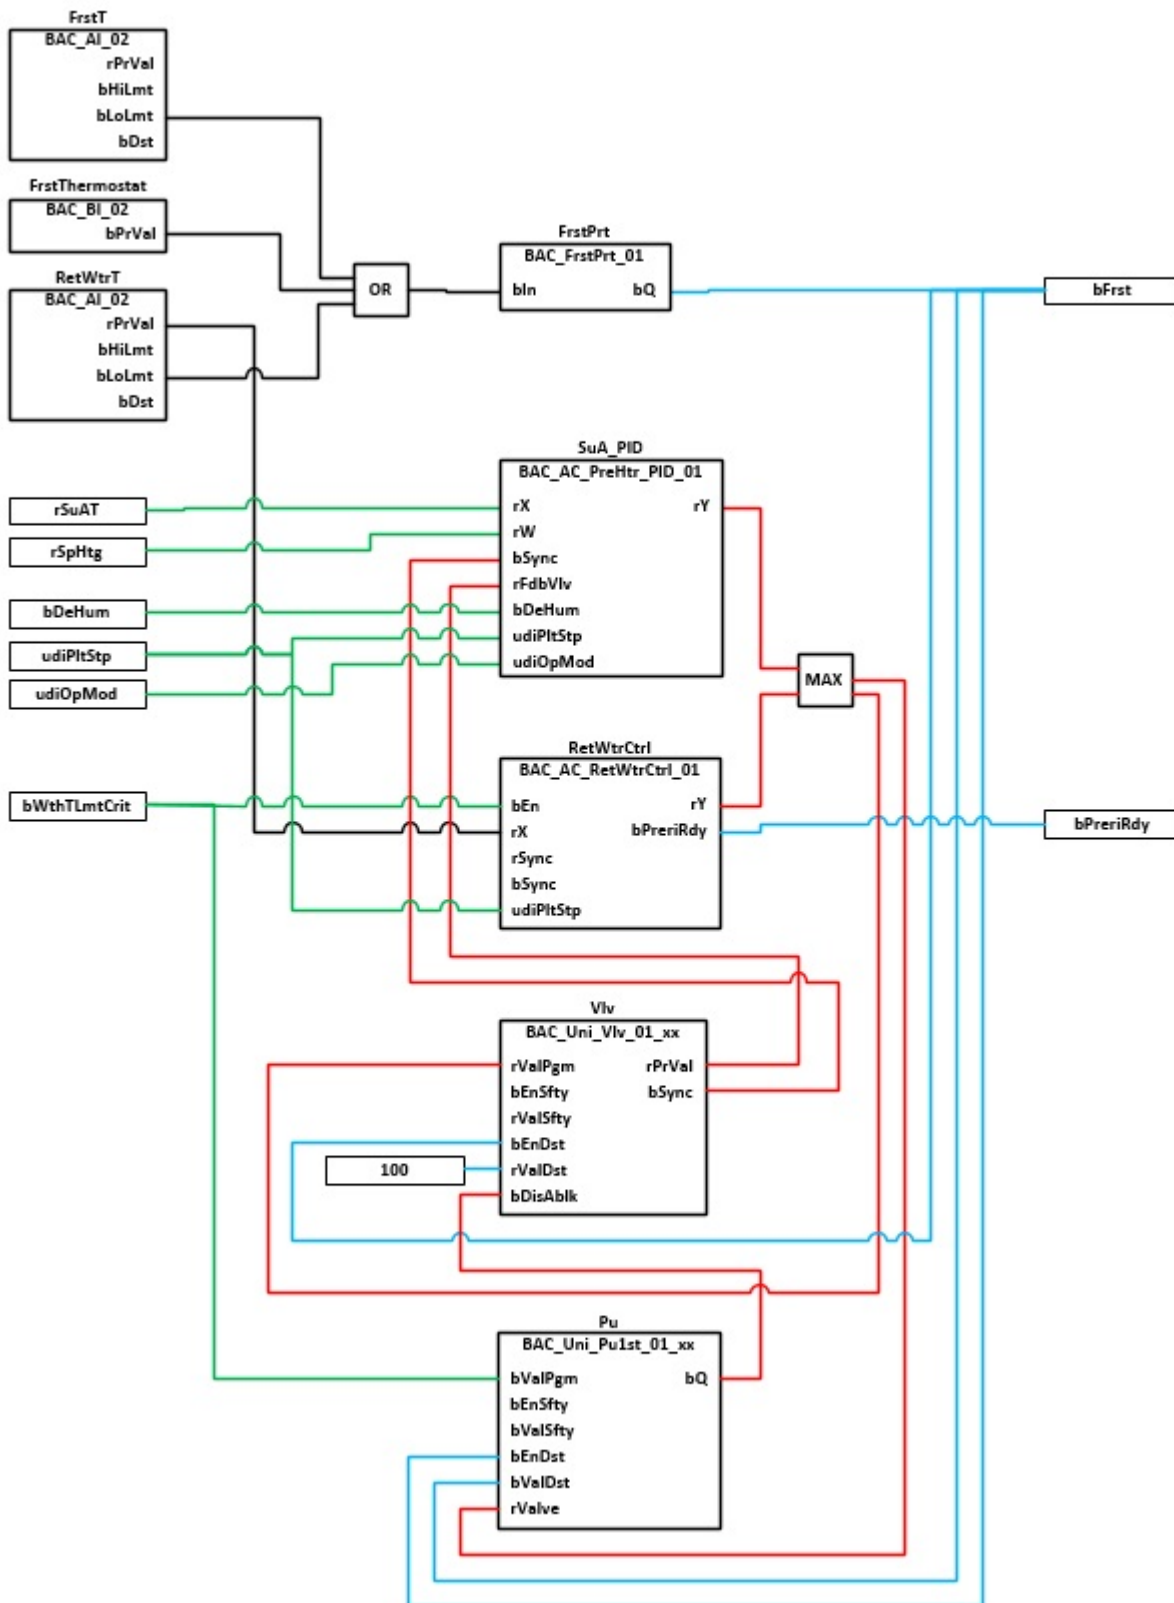 FrstT
BAC_AI_02
rPrVal
bHiLmt
bLoLmt
bDst
FrstThermostat
BAC_BI_02
bPrVal
RetWtrT
BAC_AI_02
rPrVal
bHiLmt
bLoLmt
bDst
OR
FrstPrt
BAC_FrstPrt_01
bIn bQ
bFrst
SuA_PID
BAC_AC_PreHtr_PID_01
rX rY
rW
bSync
rFdbVlv
bDeHum
udiPltStp
udiOpMod
rSuAT
rSpHtg
bDeHum
udiPltStp
udiOpMod
MAX
RetWtrCtrl
BAC_AC_RetWtrCtrl_01
bEn rY
rX bPreriRdy
rSync
bSync
udiPltStp
bWthTLmtCrit
bPreriRdy
Vlv
BAC_Uni_Vlv_01_xx
rValPgm rPrVal
bEnSfty bSync
rValSfty
bEnDst
rValDst
bDisAblk
100
Pu
BAC_Uni_Pu1st_01_xx
bValPgm bQ
bEnSfty
bValSfty
bEnDst
bValDst
rValve